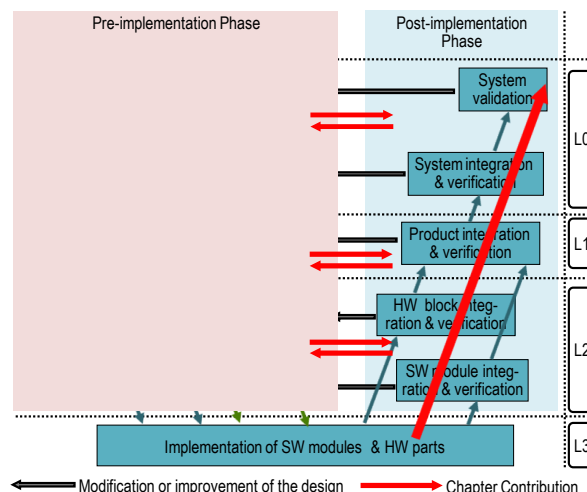 Pre-implementation Phase
Post-implementation
Phase
System
validation
L0
System integration
& verification
Product integration
& verification
L1
HW block integ-
ration & verification
L2
SW module integ-
ration & verification
Implementation of SW modules & HW parts
L3
Modification or improvement of the design
Chapter Contribution